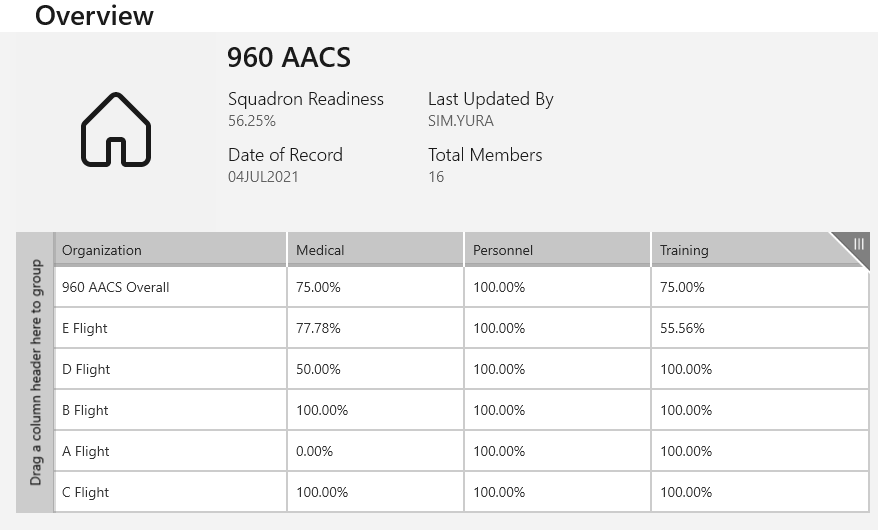 Overview
960 AACS
Squadron Readiness Last Updated By
56.25% SIM.YURA
Date of Record Total Members
04JUL2021 16
Drag a column header here to group
Organization Medical Personnel Training
960 AACS Overall 75.00% 100.00% 75.00%
E Flight 77.78% 100.00% 55.56%
D Flight 50.00% 100.00% 100.00%
B Flight 100.00% 100.00% 100.00%
A Flight 0.00% 100.00% 100.00%
C Flight 100.00% 100.00% 100.00%